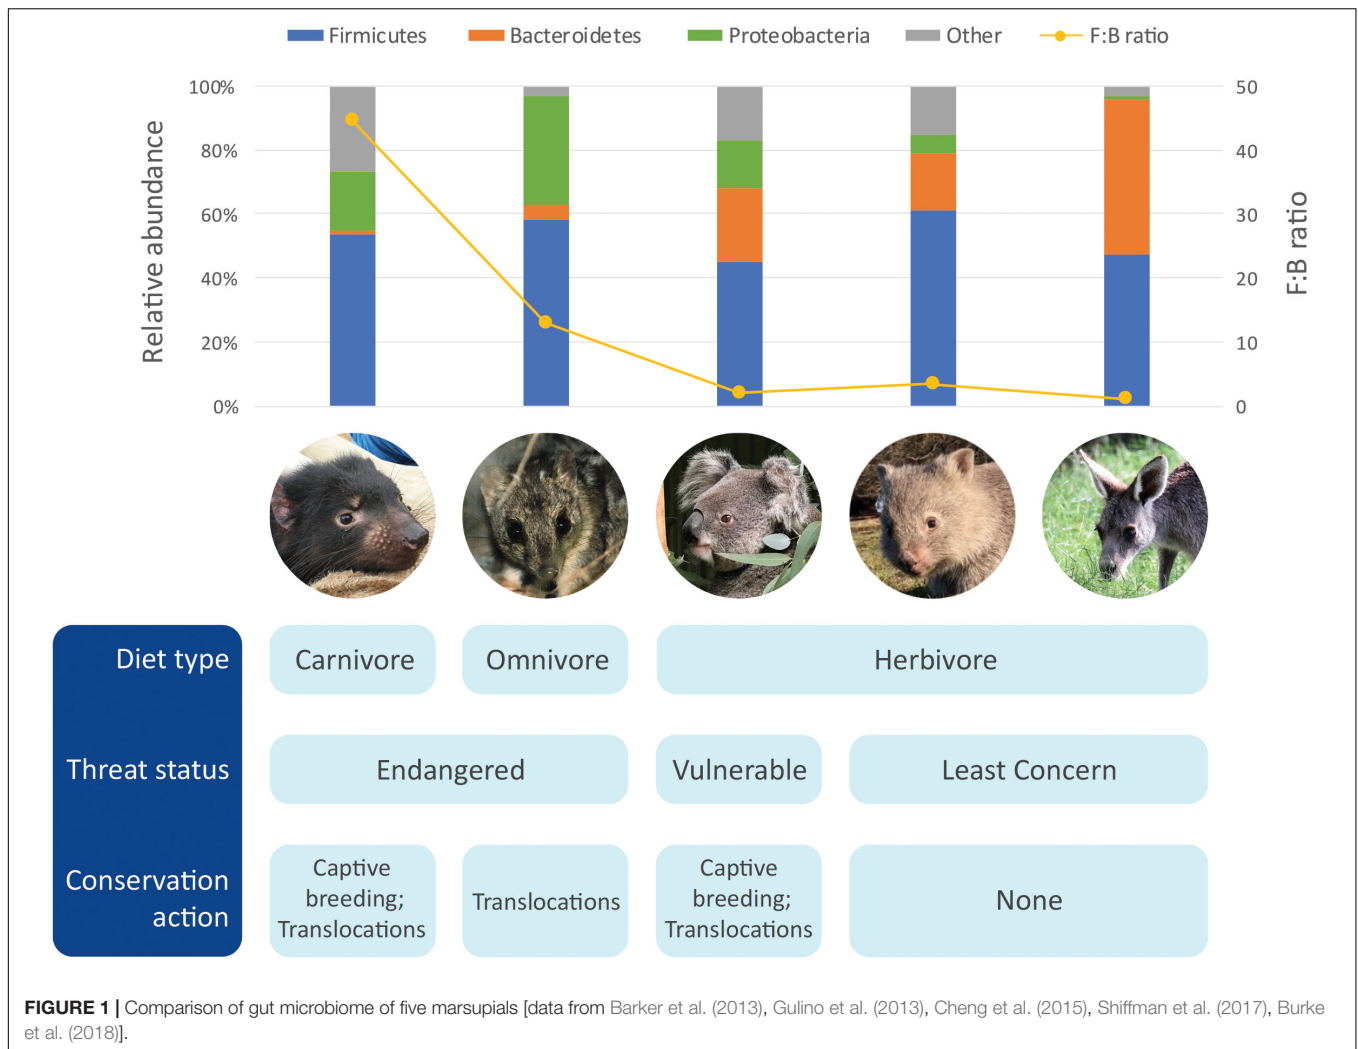 Firmicutes Bacteroidetes Proteobacteria Other F:B ratio
100% 50
80% 40
60% 30
40% 20
20% 10
0% 0
Relative abundance
F:B ratio
Diet type Carnivore Omnivore Herbivore
Threat status Endangered Vulnerable Least Concern
Conservation action
Captive
breeding;
Translocations
Translocations
Captive
breeding;
Translocations
None
FIGURE 1 | Comparison of gut microbiome of five marsupials [data from Barker et al. (2013), Gulino et al. (2013), Cheng et al. (2015), Shiffman et al. (2017), Burke
et al. (2018)].